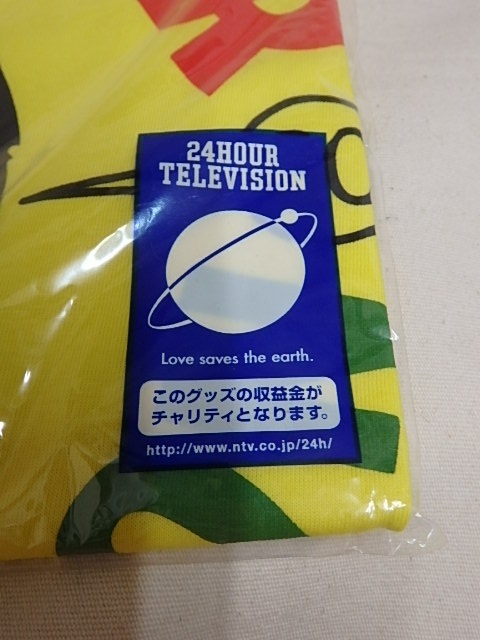 24HOUR
TELEVISION
Love saves the earth.
このグッズの収益金が
チャリティとなります。
http://www.ntv.co.jp/24h/